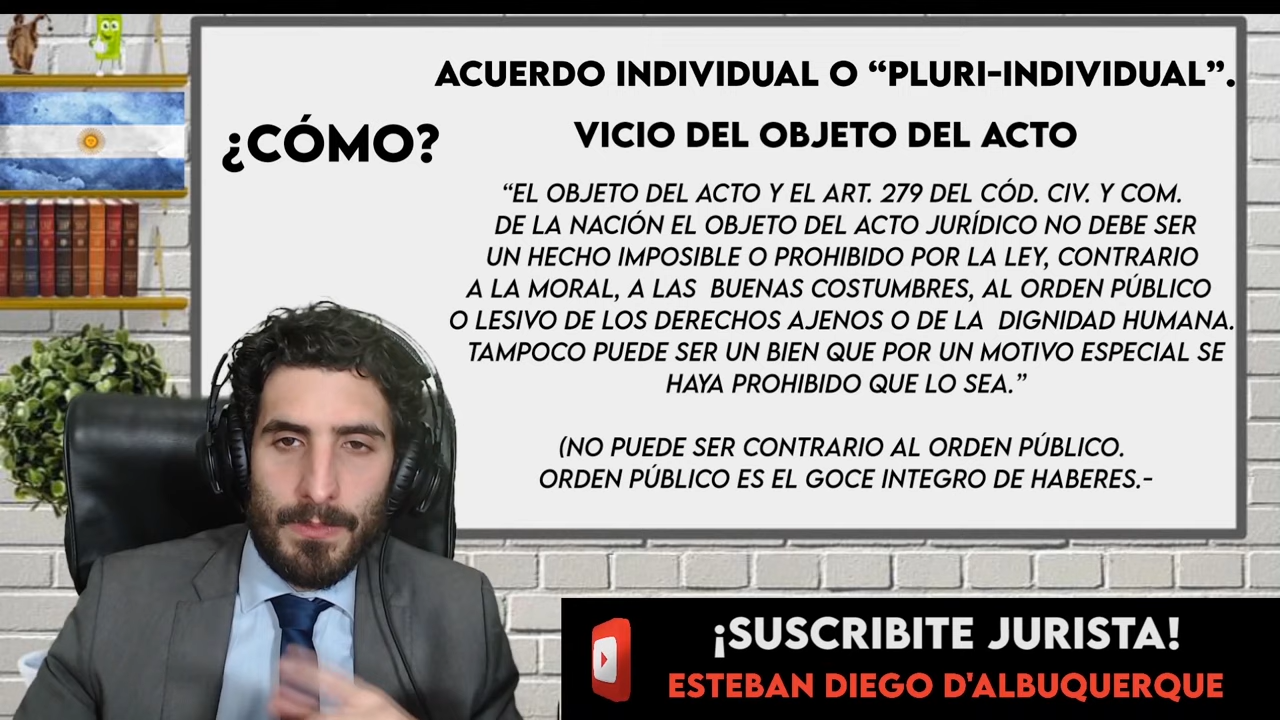 ACUERDO INDIVIDUAL O “PLURI-INDIVIDUAL”.
¿CÓMO?
VICIO DEL OBJETO DEL ACTO
“EL OBJETO DEL ACTO Y EL ART. 279 DEL CÓD. CIV. Y COM.
DE LA NACIÓN EL OBJETO DEL ACTO JURÍDICO NO DEBE SER
UN HECHO IMPOSIBLE O PROHIBIDO POR LA LEY, CONTRARIO
A LA MORAL, A LAS BUENAS COSTUMBRES, AL ORDEN PÚBLICO
O LESIVO DE LOS DERECHOS AJENOS O DE LA DIGNIDAD HUMANA.
TAMPOCO PUEDE SER UN BIEN QUE POR UN MOTIVO ESPECIAL SE
HAYA PROHIBIDO QUE LO SEA.”
(NO PUEDE SER CONTRARIO AL ORDEN PÚBLICO.
ORDEN PÚBLICO ES EL GOCE INTEGRO DE HABERES.-
¡SUSCRIBITE JURISTA!
ESTEBAN DIEGO D'ALBUQUERQUE